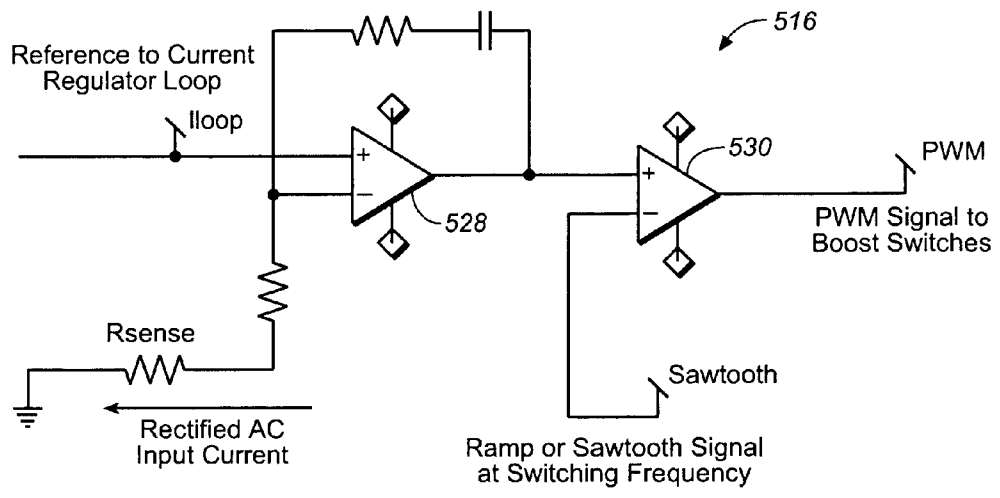 516
Reference to Current
Regulator Loop
Iloop
+
−
528
+
−
530
PWM
PWM Signal to
Boost Switches
Rsense
Rectified AC
Input Current
Sawtooth
Ramp or Sawtooth Signal
at Switching Frequency